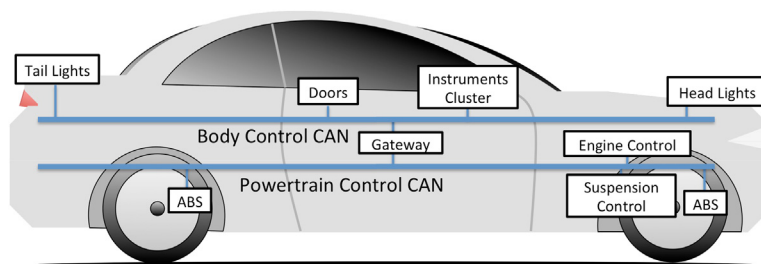 Tail Lights
Doors
Instruments
Cluster
Head Lights
Body Control CAN
Gateway
Engine Control
Powertrain Control CAN
ABS
Suspension
Control
ABS